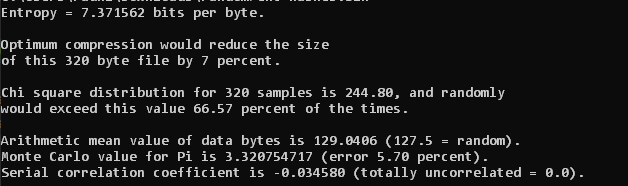 Entropy = 7.371562 bits per byte.
Optimum compression would reduce the size
of this 320 byte file by 7 percent.
Chi square distribution for 320 samples is 244.80, and randomly
would exceed this value 66.57 percent of the times.
Arithmetic mean value of data bytes is 129.0406 (127.5 = random).
Monte Carlo value for Pi is 3.320754717 (error 5.70 percent).
Serial correlation coefficient is -0.034580 (totally uncorrelated = 0.0).